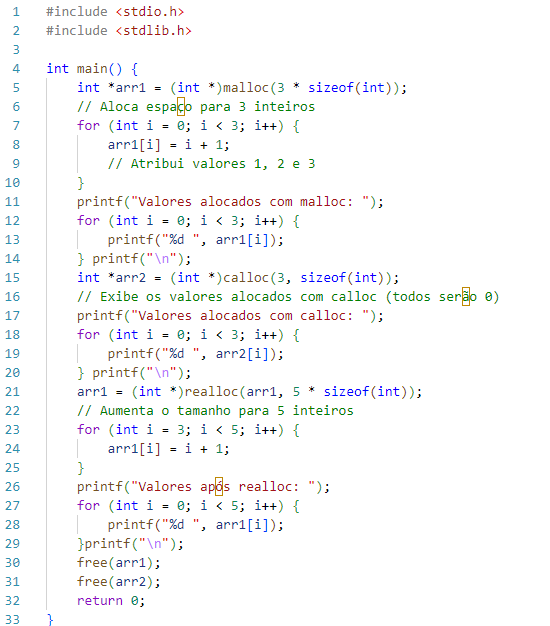 1 #include <stdio.h>
2 #include <stdlib.h>
3
4 int main() {
5     int *arr1 = (int *)malloc(3 * sizeof(int));
6     // Aloca espaço para 3 inteiros
7     for (int i = 0; i < 3; i++) {
8         arr1[i] = i + 1;
9         // Atribui valores 1, 2 e 3
10     }
11     printf("Valores alocados com malloc: ");
12     for (int i = 0; i < 3; i++) {
13         printf("%d ", arr1[i]);
14     } printf("\n");
15     int *arr2 = (int *)calloc(3, sizeof(int));
16     // Exibe os valores alocados com calloc (todos serão 0)
17     printf("Valores alocados com calloc: ");
18     for (int i = 0; i < 3; i++) {
19         printf("%d ", arr2[i]);
20     } printf("\n");
21     arr1 = (int *)realloc(arr1, 5 * sizeof(int));
22     // Aumenta o tamanho para 5 inteiros
23     for (int i = 3; i < 5; i++) {
24         arr1[i] = i + 1;
25     }
26     printf("Valores após realloc: ");
27     for (int i = 0; i < 5; i++) {
28         printf("%d ", arr1[i]);
29     }printf("\n");
30     free(arr1);
31     free(arr2);
32     return 0;
33 }